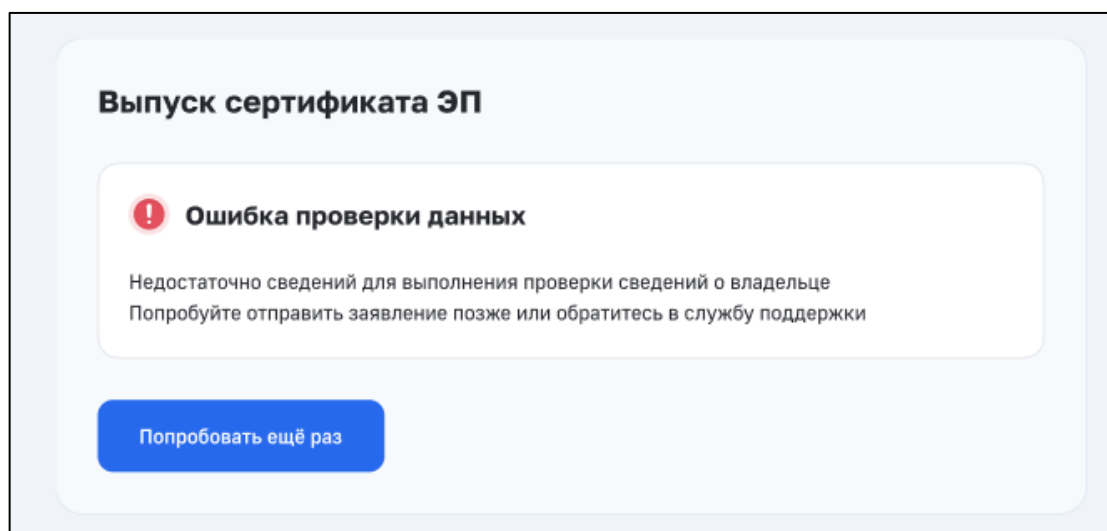 Выпуск сертификата ЭП
Ошибка проверки данных
Недостаточно сведений для выполнения проверки сведений о владельце
Попробуйте отправить заявление позже или обратитесь в службу поддержки
Попробовать ещё раз